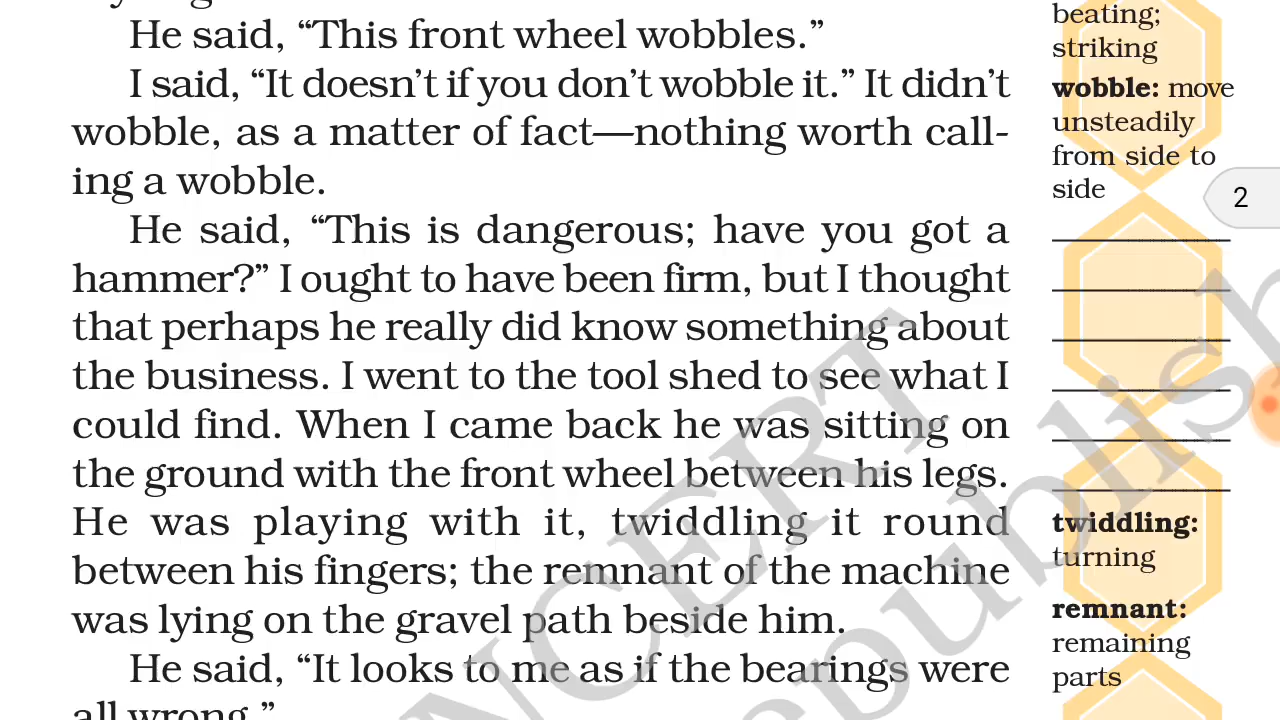 He said, “This front wheel wobbles.”
I said, “It doesn’t if you don’t wobble it.” It didn’t
wobble, as a matter of fact—nothing worth call-
ing a wobble.
He said, “This is dangerous; have you got a
hammer?” I ought to have been firm, but I thought
that perhaps he really did know something about
the business. I went to the tool shed to see what I
could find. When I came back he was sitting on
the ground with the front wheel between his legs.
He was playing with it, twiddling it round
between his fingers; the remnant of the machine
was lying on the gravel path beside him.
He said, “It looks to me as if the bearings were
all wrong.”
beating;
striking
wobble: move
unsteadily
from side to
side
2
twiddling:
turning
remnant:
remaining
parts
NCERT
republish